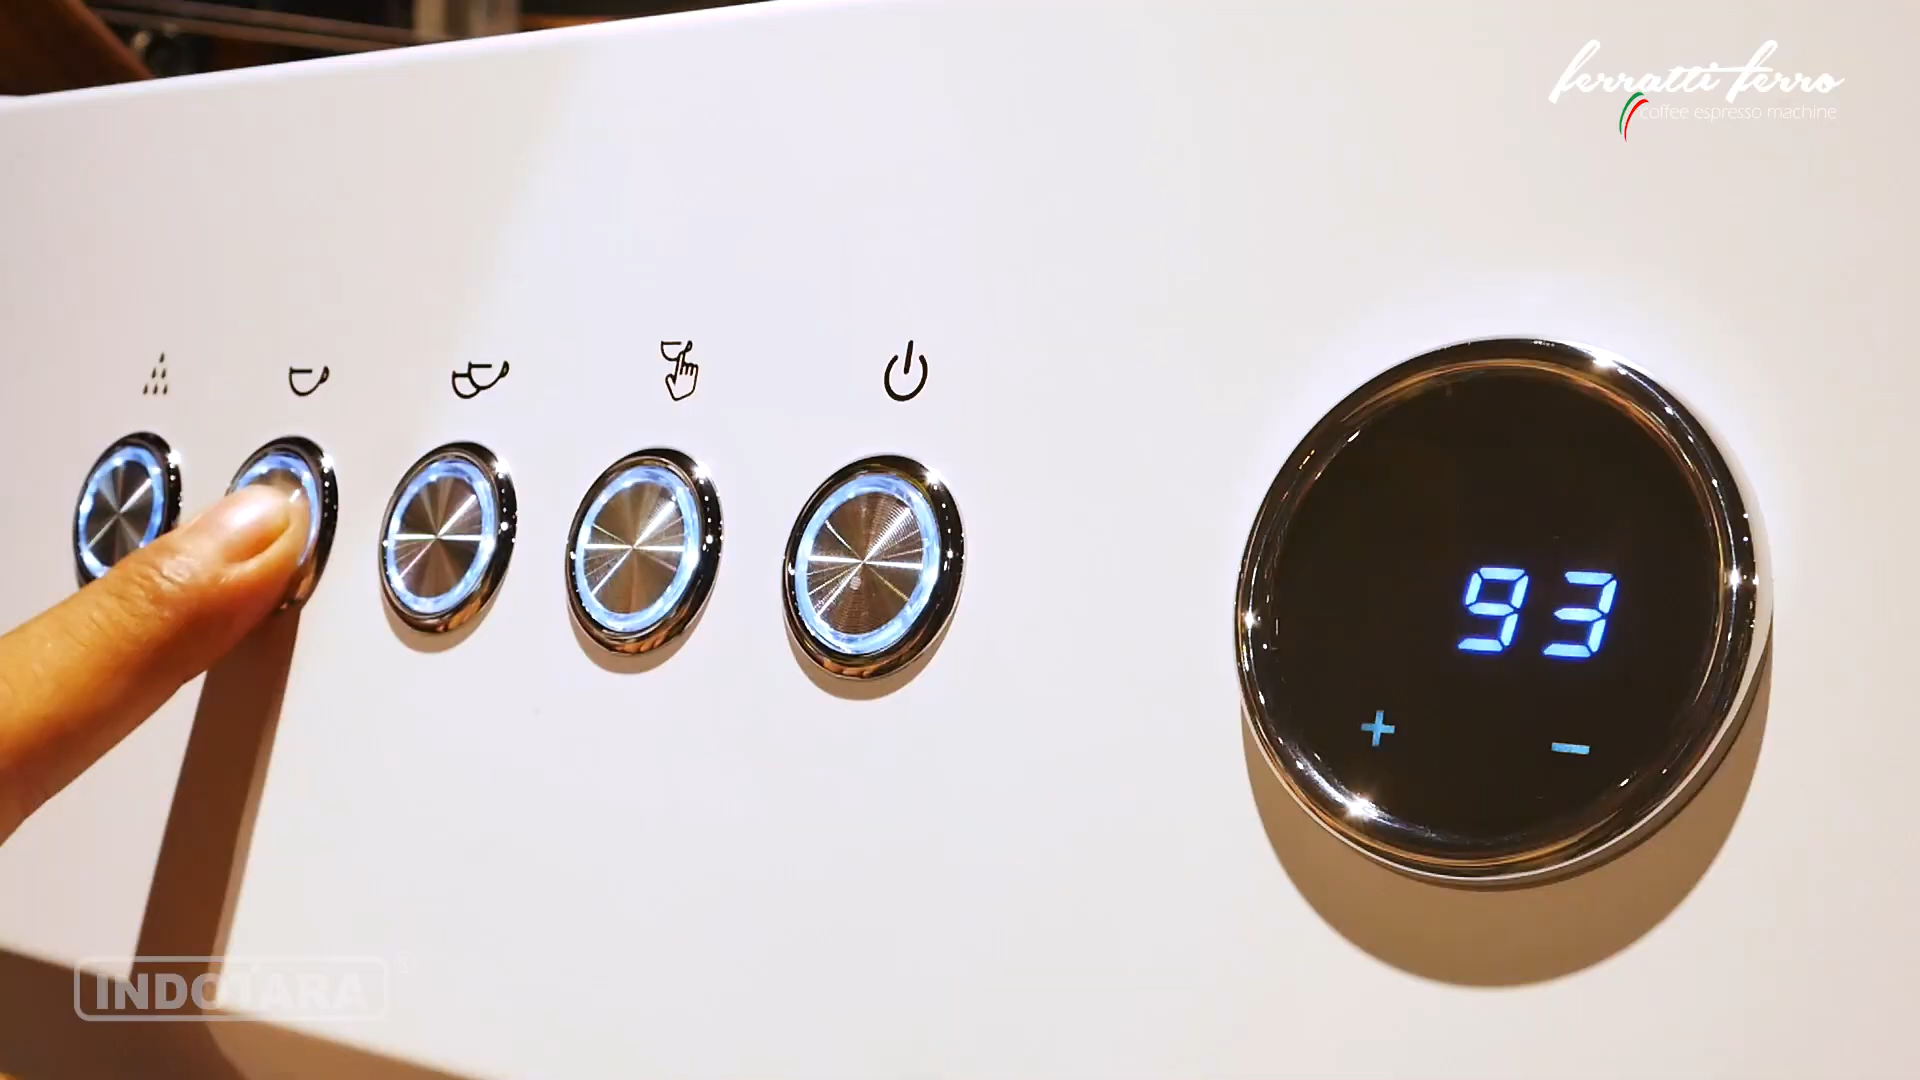 ferratti ferro
coffee espresso machine
93
+ −
INDOTARA